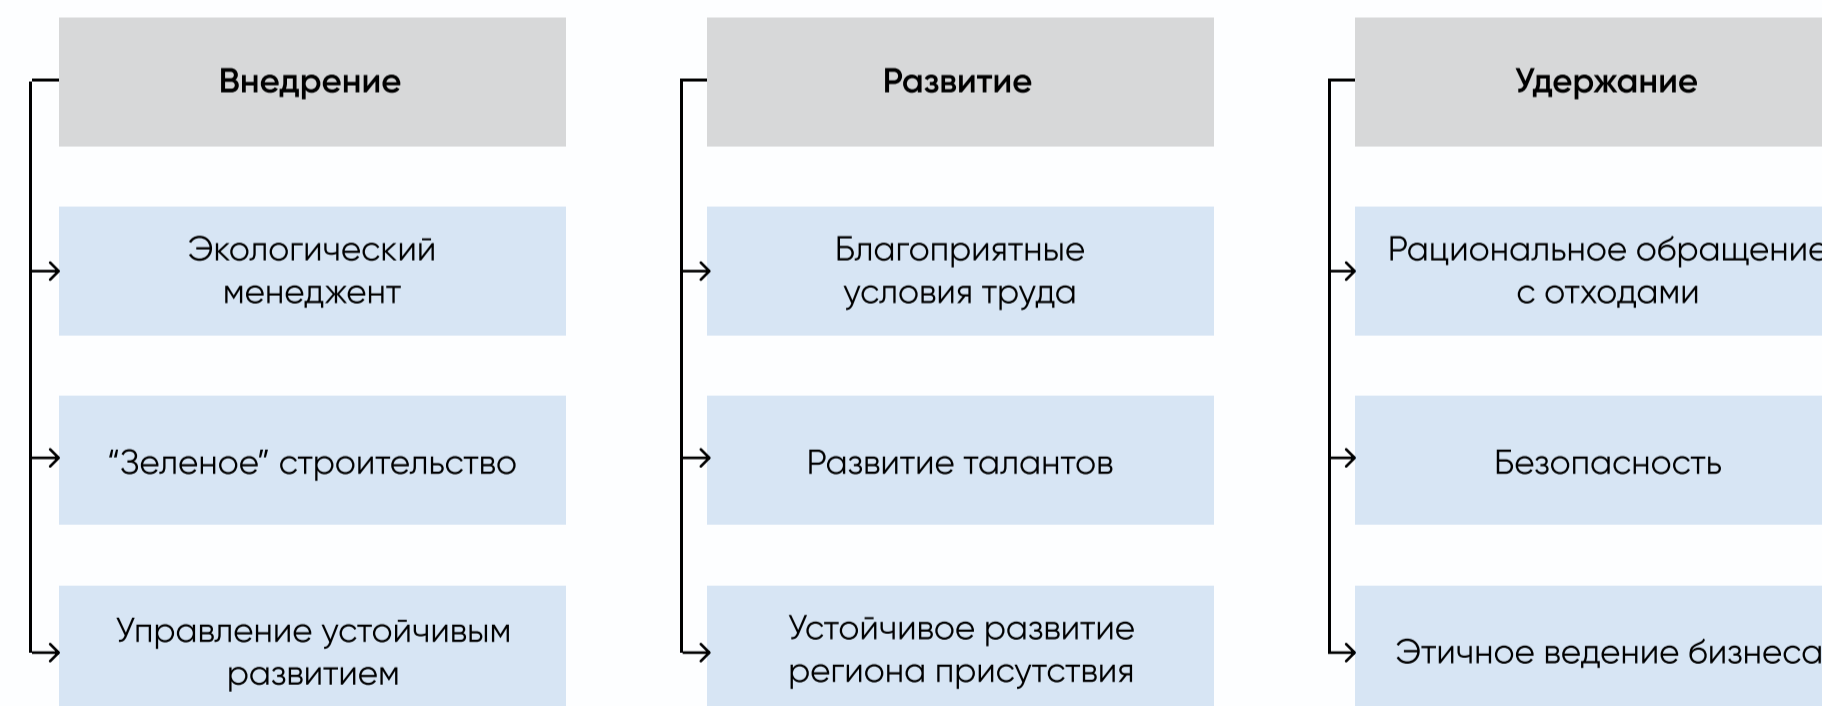 Внедрение
Экологический
менеджент
“Зеленое” строительство
Управление устойчивым
развитием
Развитие
Благоприятные
условия труда
Развитие талантов
Устойчивое развитие
региона присутствия
Удержание
Рациональное обращение
с отходами
Безопасность
Этичное ведение бизнеса